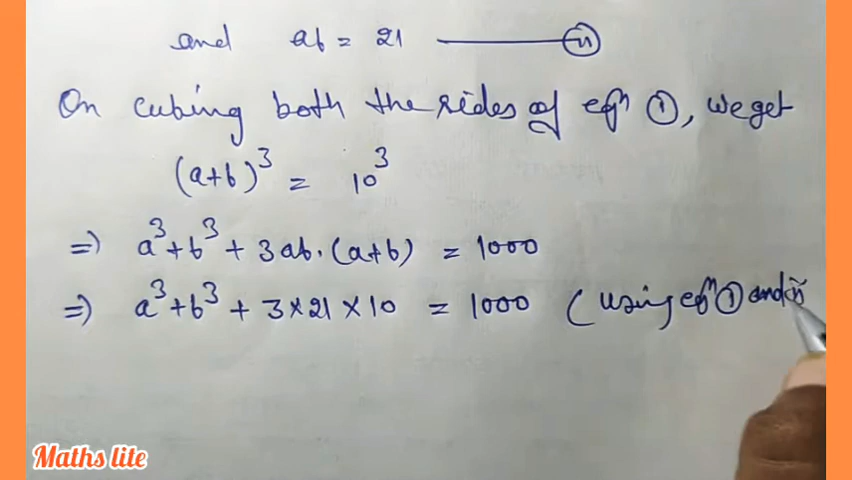 and ab = 21 ——— (ii)
On cubing both the sides of eqⁿ (i), we get
(a+b)³ = 10³
=) a³+b³ + 3ab.(a+b) = 1000
=) a³+b³ + 3×21×10 = 1000 ( using eqⁿ (i) and (ii)
Maths lite